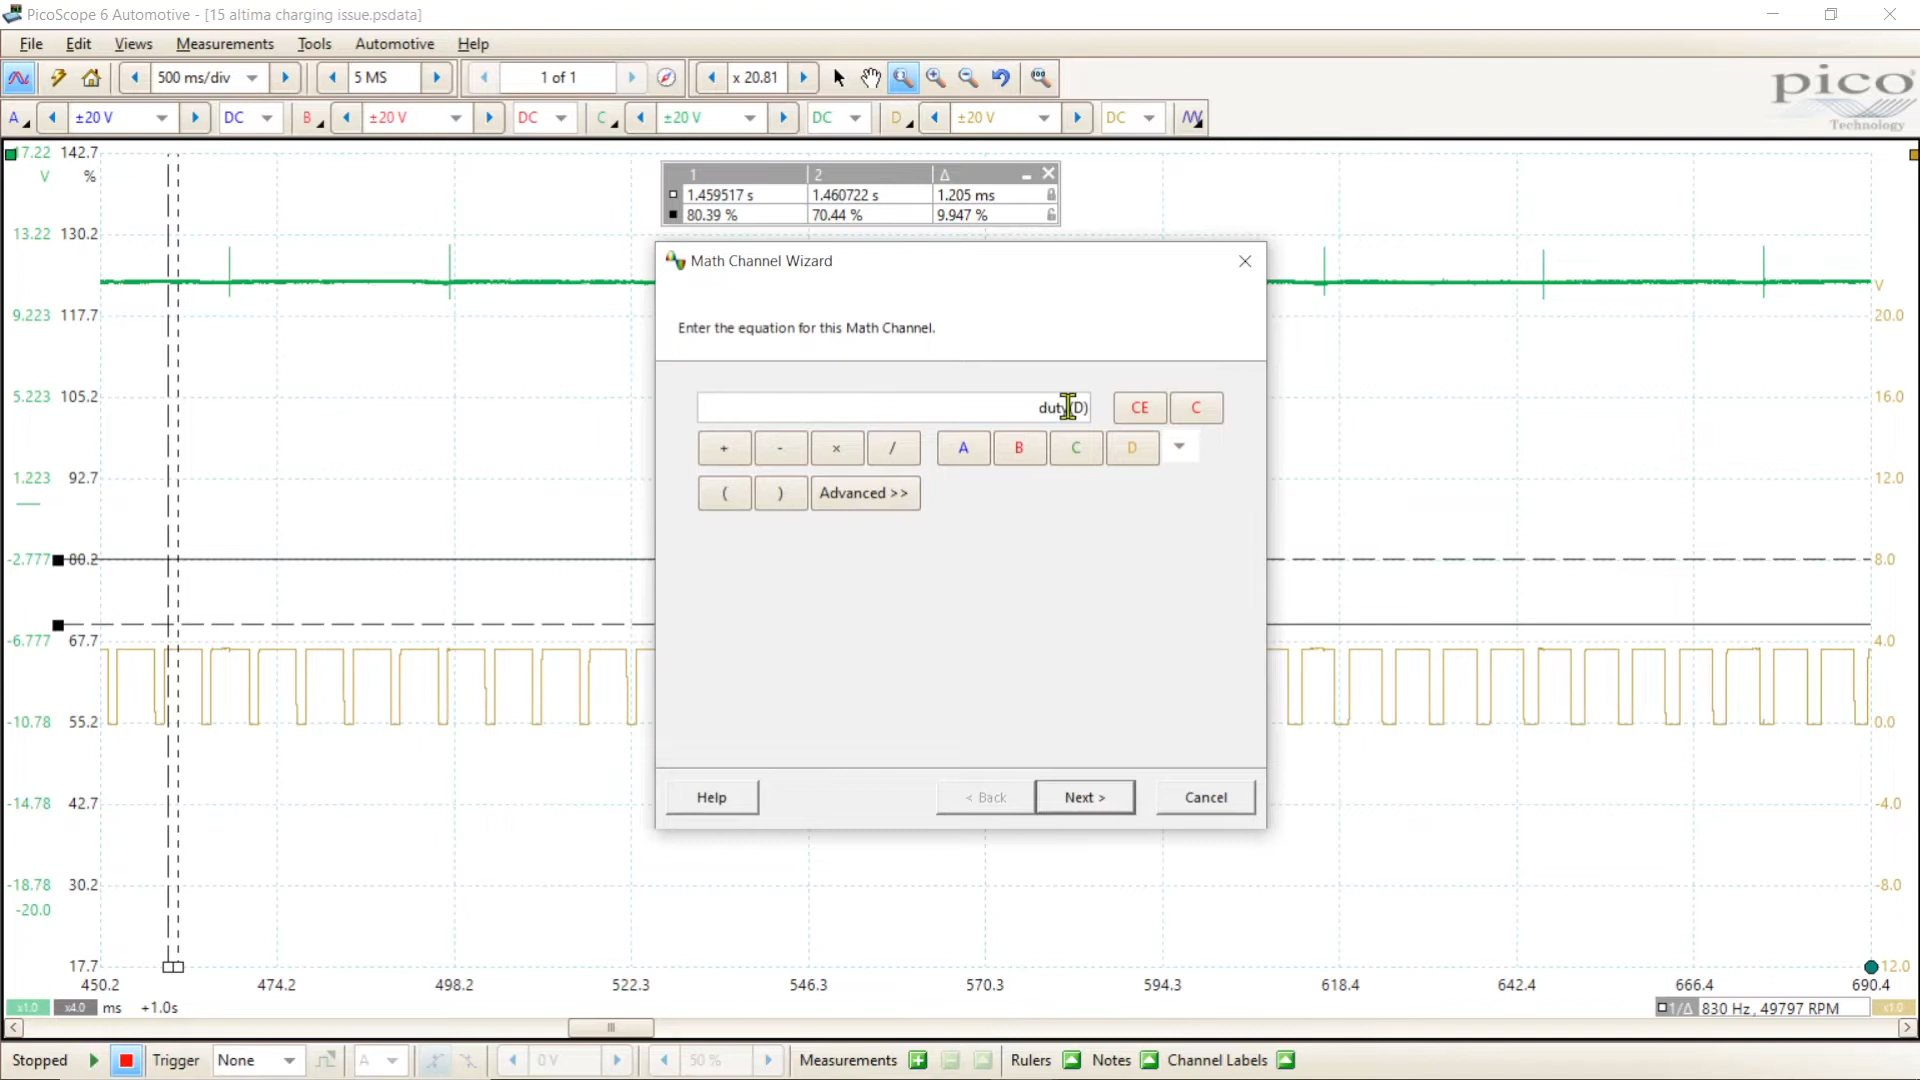 PicoScope 6 Automotive - [15 altima charging issue.psdata]
File Edit Views Measurements Tools Automotive Help
500 ms/div 5 MS 1 of 1 x 20.81
pico
Technology
A ±20 V DC B ±20 V DC C ±20 V DC D ±20 V DC
17.22 142.7
V %
1 2 Δ
1.459517 s 1.460722 s 1.205 ms
80.39 % 70.44 % 9.947 %
13.22 130.2
Math Channel Wizard
V
9.223 117.7 20.0
Enter the equation for this Math Channel.
5.223 105.2 16.0
duty(D) CE C
+ - x / A B C D
1.223 92.7 12.0
( ) Advanced >>
-2.777 80.2 8.0
-6.777 67.7 4.0
-10.78 55.2 0.0
Help < Back Next > Cancel
-14.78 42.7 -4.0
-18.78 30.2 -8.0
-20.0
17.7 12.0
450.2 474.2 498.2 522.3 546.3 570.3 594.3 618.4 642.4 666.4 690.4
x1.0 x4.0 ms +1.0s 1/Δ 830 Hz, 49797 RPM x1.0
Stopped Trigger None A 0 V 50 % Measurements Rulers Notes Channel Labels